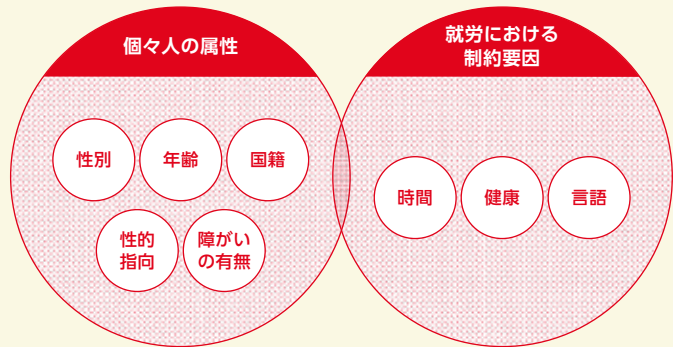 個々人の属性
性別
年齢
国籍
性的
指向
障がい
の有無
就労における
制約要因
時間
健康
言語